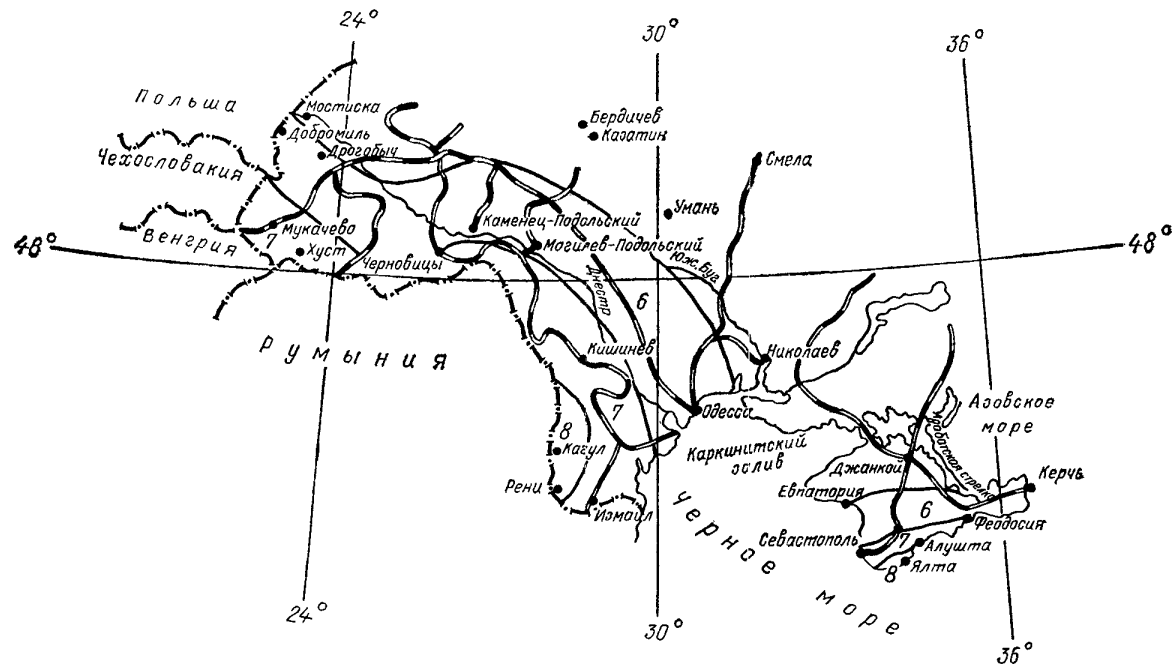 24°
30°
36°
Польша
Мостиска
Бердичев
Казатин
Добромиль
Дрогобыч
Смела
Чехословакия
Умань
Каменец-Подольский
7
Мукачево
48°
Венгрия
Хуст
Черновицы
Могилев-Подольский
Юж. Буг
48°
Днестр
6
Румыния
Кишинев
Николаев
7
Одесса
Азовское
море
8
Кагул
Каркинитский
залив
Джанкой
Арабатская стрелка
Керчь
Рени
Измаил
Евпатория
6
Феодосия
Черное море
Севастополь
7
Алушта
8
Ялта
24°
30°
36°